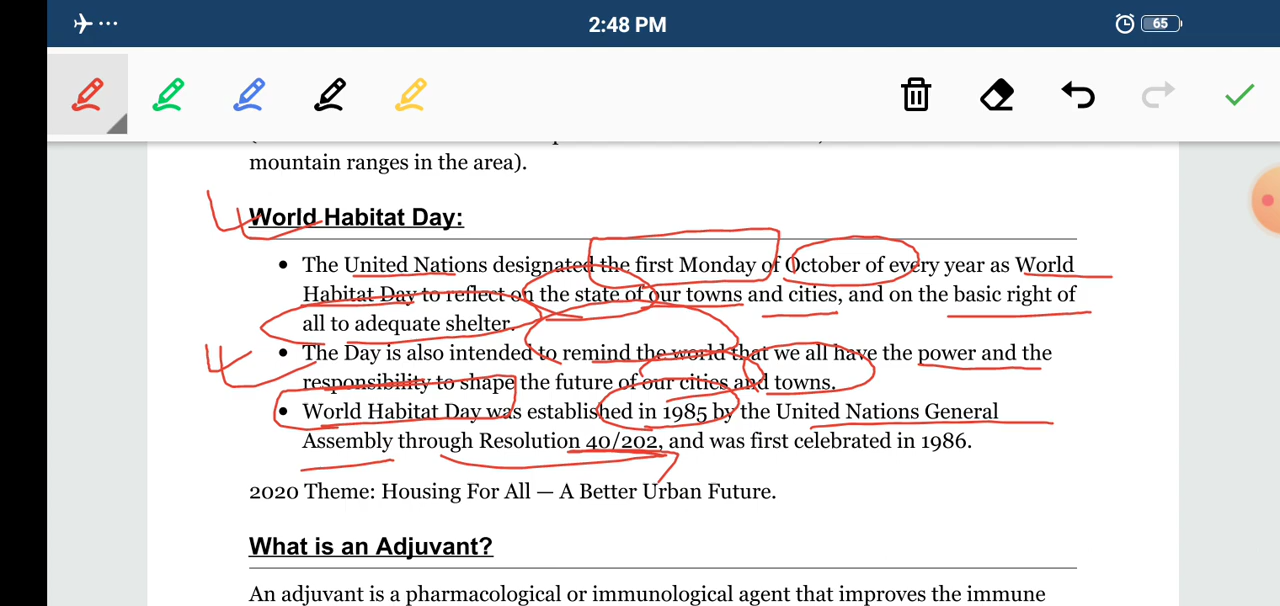 2:48 PM
65
mountain ranges in the area).
World Habitat Day:
• The United Nations designated the first Monday of October of every year as World
Habitat Day to reflect on the state of our towns and cities, and on the basic right of
all to adequate shelter.
• The Day is also intended to remind the world that we all have the power and the
responsibility to shape the future of our cities and towns.
• World Habitat Day was established in 1985 by the United Nations General
Assembly through Resolution 40/202, and was first celebrated in 1986.
2020 Theme: Housing For All — A Better Urban Future.
What is an Adjuvant?
An adjuvant is a pharmacological or immunological agent that improves the immune